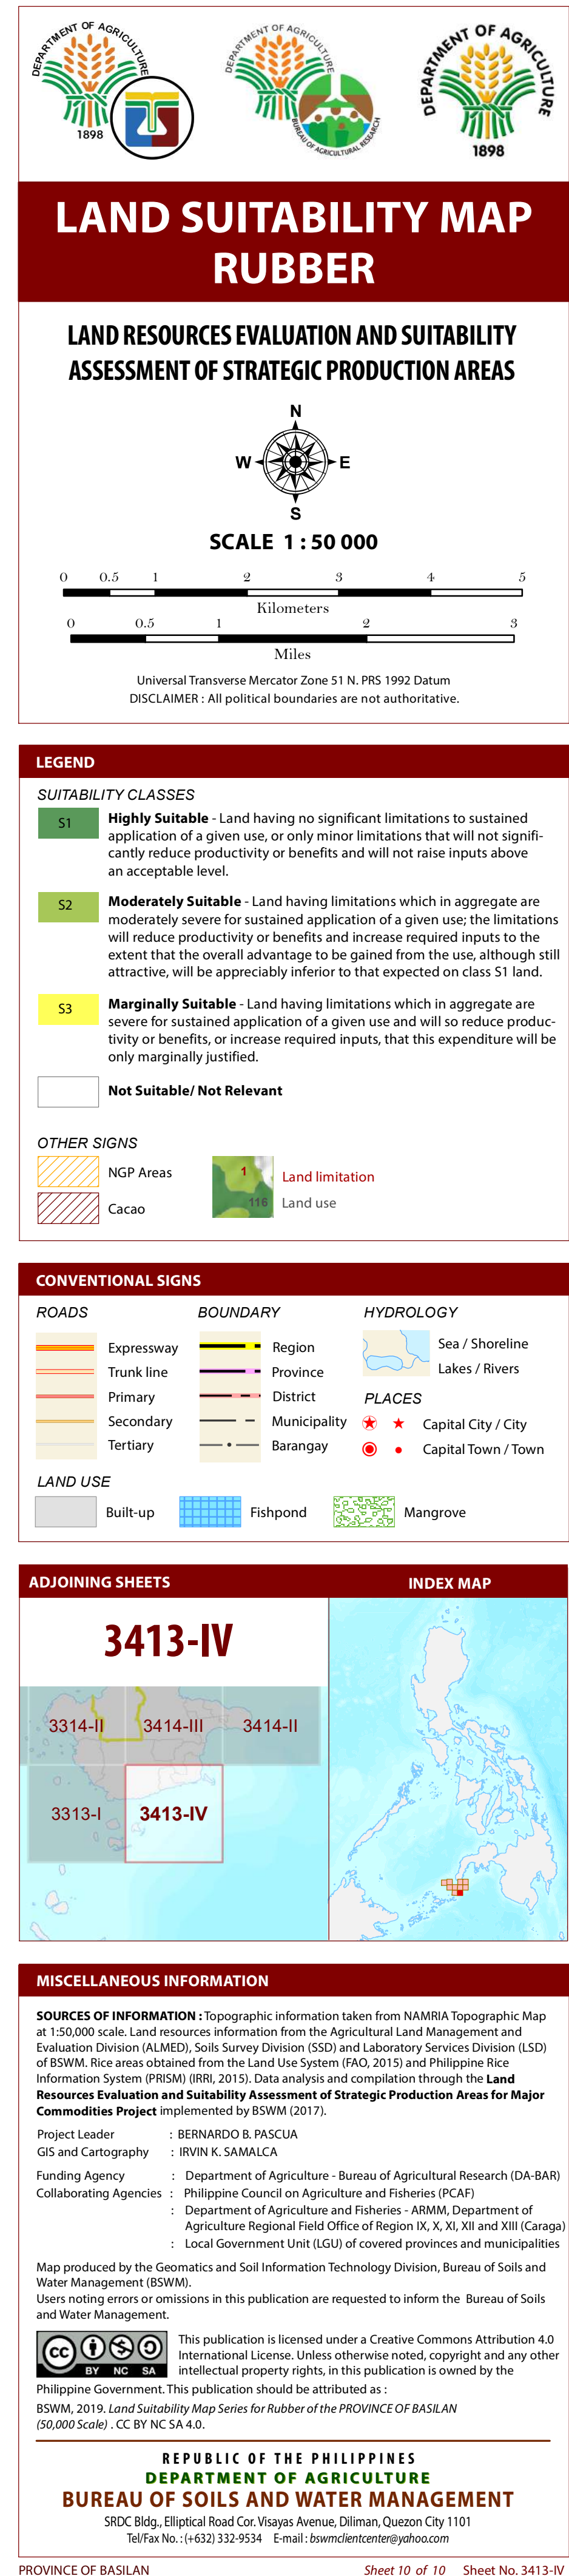 DEPARTMENT OF AGRICULTURE
1898
DEPARTMENT OF AGRICULTURE
BUREAU OF AGRICULTURAL RESEARCH
DEPARTMENT OF AGRICULTURE
1898
LAND SUITABILITY MAP
RUBBER
LAND RESOURCES EVALUATION AND SUITABILITY
ASSESSMENT OF STRATEGIC PRODUCTION AREAS
N
W E
S
SCALE 1 : 50 000
0 0.5 1 2 3 4 5
Kilometers
0 0.5 1 2 3
Miles
Universal Transverse Mercator Zone 51 N. PRS 1992 Datum
DISCLAIMER : All political boundaries are not authoritative.
LEGEND
SUITABILITY CLASSES
S1
Highly Suitable - Land having no significant limitations to sustained
application of a given use, or only minor limitations that will not signifi-
cantly reduce productivity or benefits and will not raise inputs above
an acceptable level.
S2
Moderately Suitable - Land having limitations which in aggregate are
moderately severe for sustained application of a given use; the limitations
will reduce productivity or benefits and increase required inputs to the
extent that the overall advantage to be gained from the use, although still
attractive, will be appreciably inferior to that expected on class S1 land.
S3
Marginally Suitable - Land having limitations which in aggregate are
severe for sustained application of a given use and will so reduce produc-
tivity or benefits, or increase required inputs, that this expenditure will be
only marginally justified.
Not Suitable/ Not Relevant
OTHER SIGNS
NGP Areas
Cacao
1
116
Land limitation
Land use
CONVENTIONAL SIGNS
ROADS
Expressway
Trunk line
Primary
Secondary
Tertiary
BOUNDARY
Region
Province
District
Municipality
Barangay
HYDROLOGY
Sea / Shoreline
Lakes / Rivers
PLACES
Capital City / City
Capital Town / Town
LAND USE
Built-up
Fishpond
Mangrove
ADJOINING SHEETS
INDEX MAP
3413-IV
3314-II 3414-III 3414-II
3313-I 3413-IV
MISCELLANEOUS INFORMATION
SOURCES OF INFORMATION : Topographic information taken from NAMRIA Topographic Map
at 1:50,000 scale. Land resources information from the Agricultural Land Management and
Evaluation Division (ALMED), Soils Survey Division (SSD) and Laboratory Services Division (LSD)
of BSWM. Rice areas obtained from the Land Use System (FAO, 2015) and Philippine Rice
Information System (PRISM) (IRRI, 2015). Data analysis and compilation through the Land
Resources Evaluation and Suitability Assessment of Strategic Production Areas for Major
Commodities Project implemented by BSWM (2017).
Project Leader : BERNARDO B. PASCUA
GIS and Cartography : IRVIN K. SAMALCA
Funding Agency : Department of Agriculture - Bureau of Agricultural Research (DA-BAR)
Collaborating Agencies : Philippine Council on Agriculture and Fisheries (PCAF)
: Department of Agriculture and Fisheries - ARMM, Department of
Agriculture Regional Field Office of Region IX, X, XI, XII and XIII (Caraga)
: Local Government Unit (LGU) of covered provinces and municipalities
Map produced by the Geomatics and Soil Information Technology Division, Bureau of Soils and
Water Management (BSWM).
Users noting errors or omissions in this publication are requested to inform the Bureau of Soils
and Water Management.
cc BY NC SA
This publication is licensed under a Creative Commons Attribution 4.0
International License. Unless otherwise noted, copyright and any other
intellectual property rights, in this publication is owned by the
Philippine Government. This publication should be attributed as :
BSWM, 2019. Land Suitability Map Series for Rubber of the PROVINCE OF BASILAN
(50,000 Scale) . CC BY NC SA 4.0.
REPUBLIC OF THE PHILIPPINES
DEPARTMENT OF AGRICULTURE
BUREAU OF SOILS AND WATER MANAGEMENT
SRDC Bldg., Elliptical Road Cor. Visayas Avenue, Diliman, Quezon City 1101
Tel/Fax No. : (+632) 332-9534 E-mail : bswmclientcenter@yahoo.com
PROVINCE OF BASILAN Sheet 10 of 10 Sheet No. 3413-IV